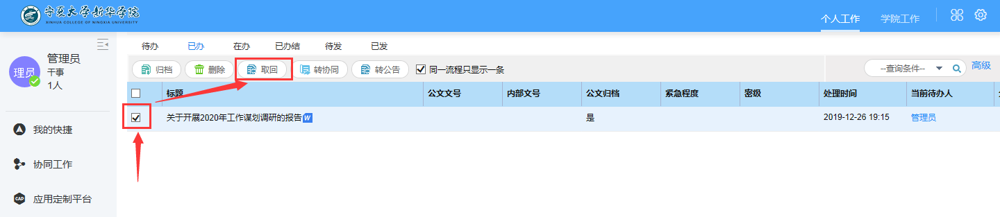 宁夏大学新华学院
XINHUA COLLEGE OF NINGXIA UNIVERSITY
个人工作 学院工作
理员
管理员
干事
1人
我的快捷
协同工作
CAP 应用定制平台
待办 已办 在办 已办结 待发 已发
归档 删除 取回 转协同 转公告 同一流程只显示一条 --查询条件-- 高级
标题 公文文号 内部文号 公文归档 紧急程度 密级 处理时间 当前待办人
关于开展2020年工作谋划调研的报告 W 是 2019-12-26 19:15 管理员